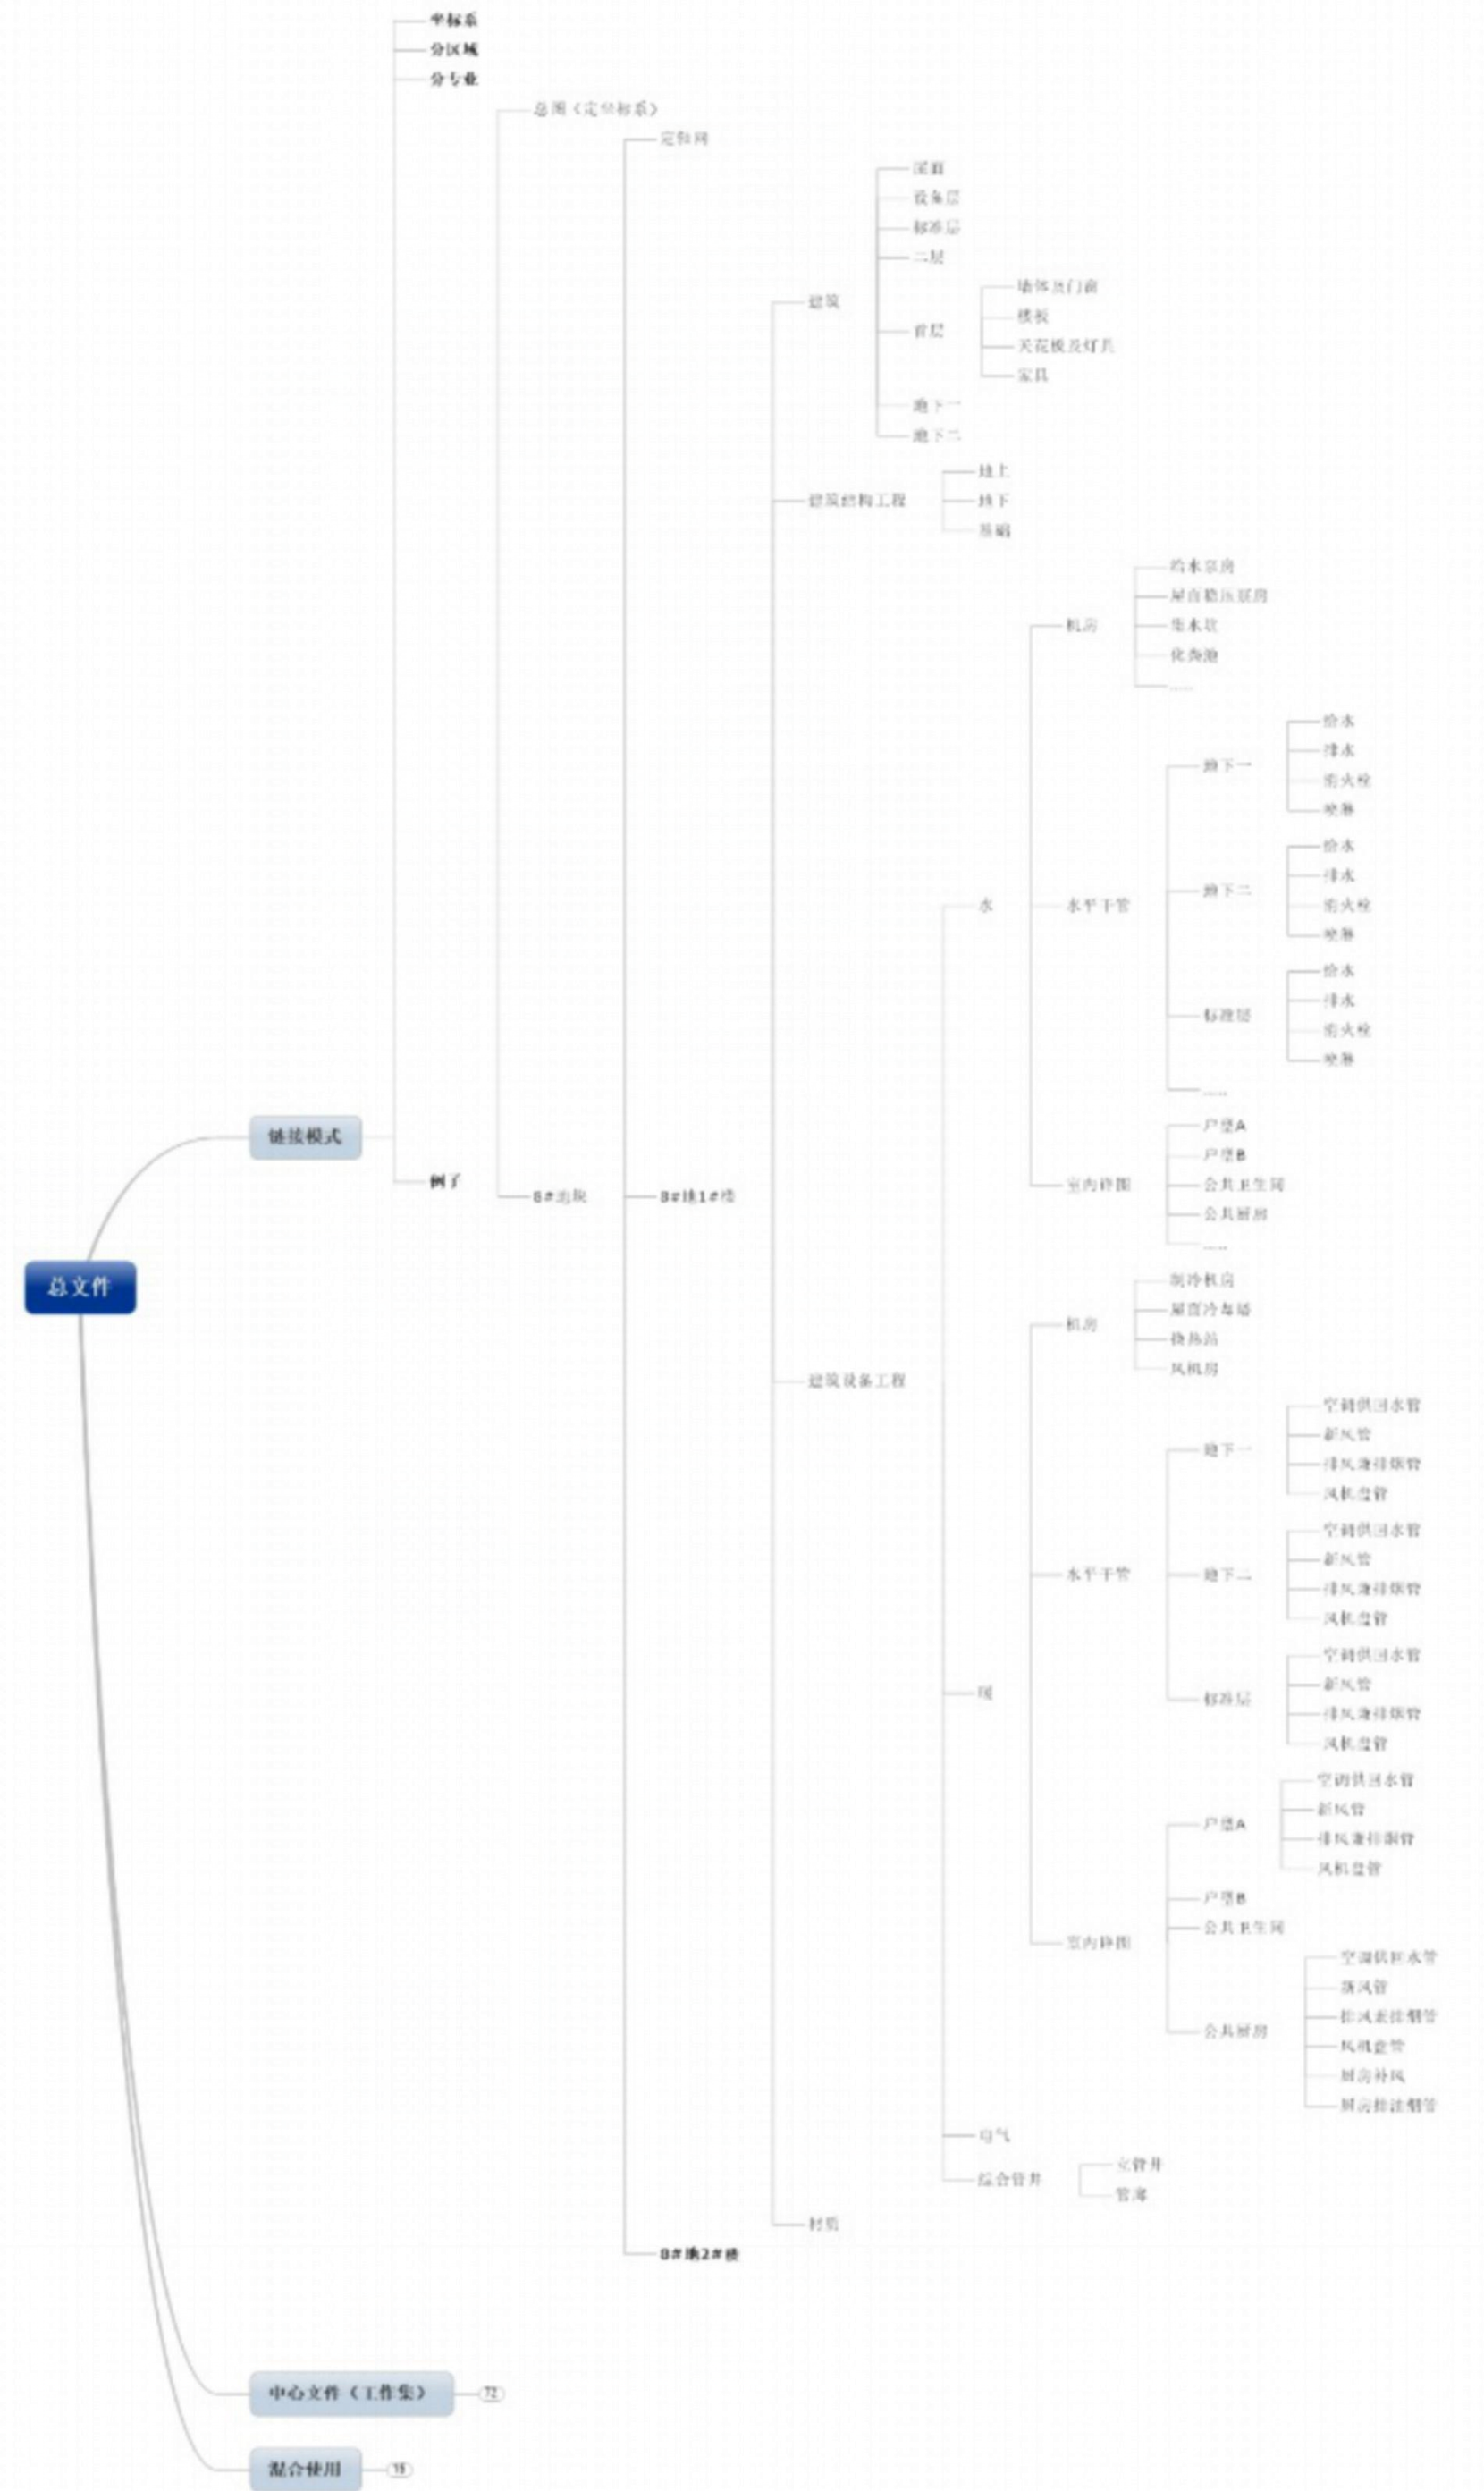 坐标系
分区域
分专业
总图（定坐标系）
定轴网
屋面
设备层
标准层
二层
建筑
首层
墙体及门窗
楼板
天花板及灯具
家具
地下一
地下二
建筑结构工程
地上
地下
基础
机房
给水泵房
屋面稳压泵房
集水坑
化粪池
......
水
水平干管
地下一
给水
排水
消火栓
喷淋
地下二
给水
排水
消火栓
喷淋
标准层
给水
排水
消火栓
喷淋
......
室内详图
户型A
户型B
公共卫生间
公共厨房
......
链接模式
例子
8#地块
8#地1#楼
总文件
建筑设备工程
机房
制冷机房
屋面冷却塔
换热站
风机房
暖
水平干管
地下一
空调供回水管
新风管
排风兼排烟管
风机盘管
地下二
空调供回水管
新风管
排风兼排烟管
风机盘管
标准层
空调供回水管
新风管
排风兼排烟管
风机盘管
室内详图
户型A
空调供回水管
新风管
排风兼排烟管
风机盘管
户型B
公共卫生间
公共厨房
空调供回水管
新风管
排风兼排烟管
风机盘管
厨房补风
厨房排油烟管
电气
综合管井
立管井
管廊
材质
8#地2#楼
中心文件（工作集）
72
混合使用